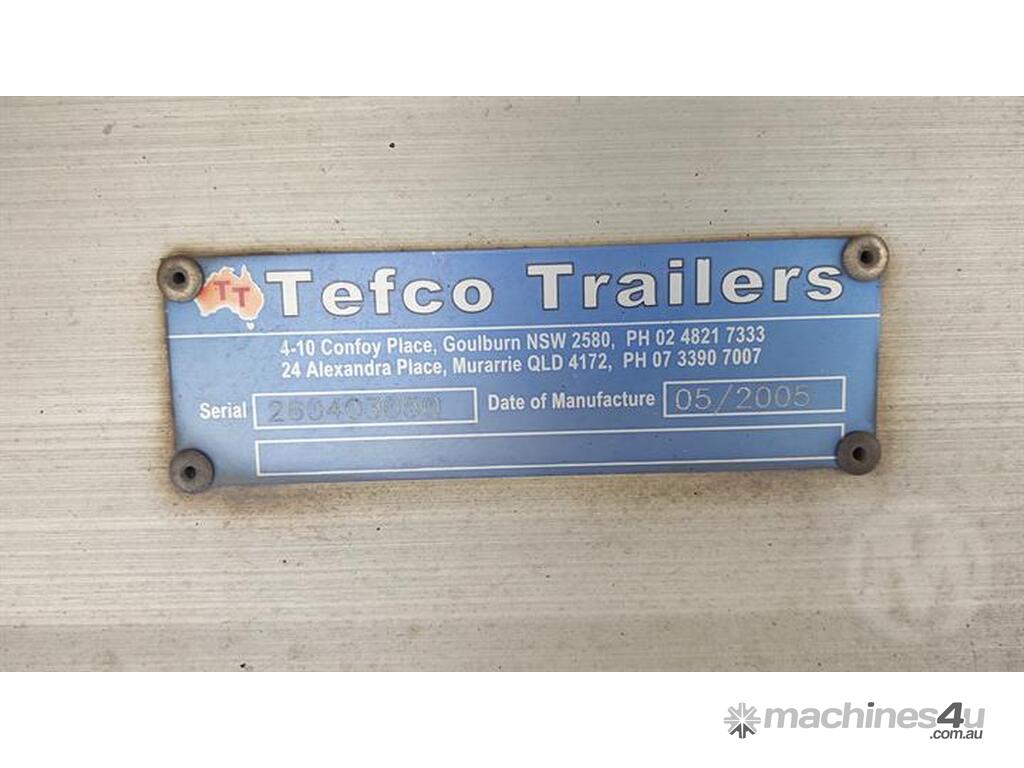 TT Tefco Trailers
4-10 Confoy Place, Goulburn NSW 2580, PH 02 4821 7333
24 Alexandra Place, Murarrie QLD 4172, PH 07 3390 7007
Serial Date of Manufacture 05/2005
machines4u
.com.au